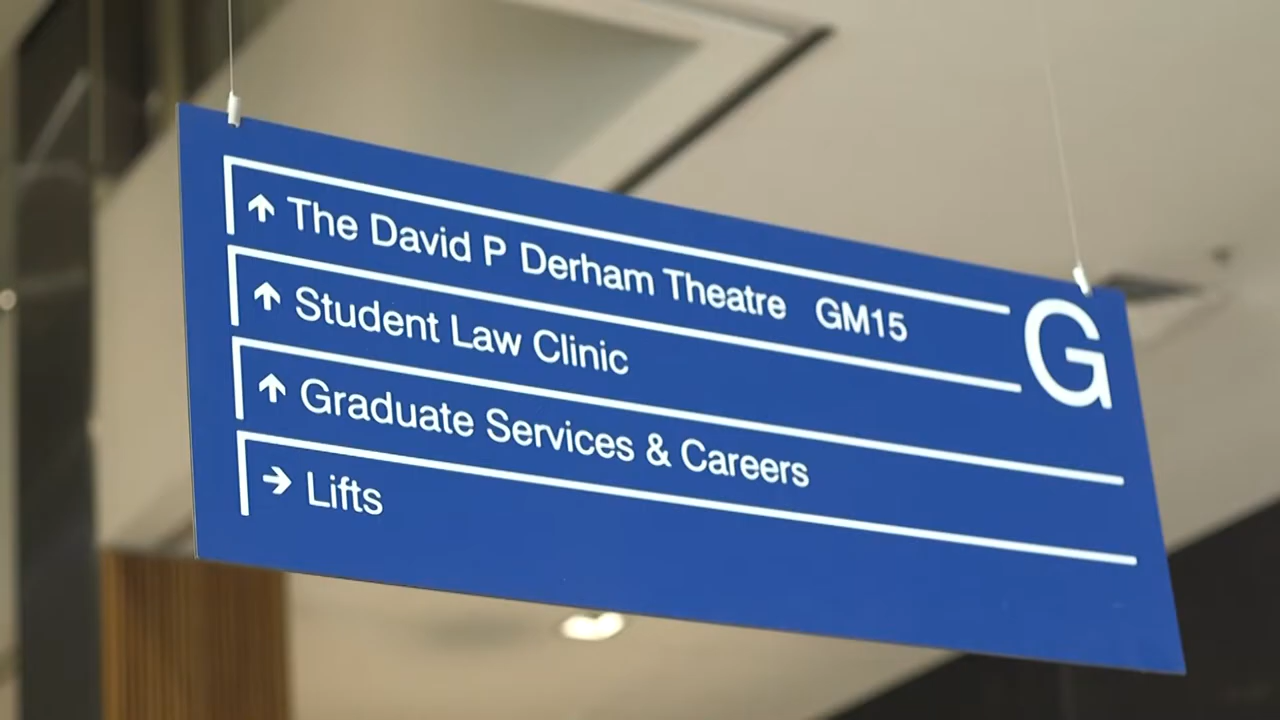 ↑ The David P Derham Theatre GM15
G
↑ Student Law Clinic
↑ Graduate Services & Careers
→ Lifts